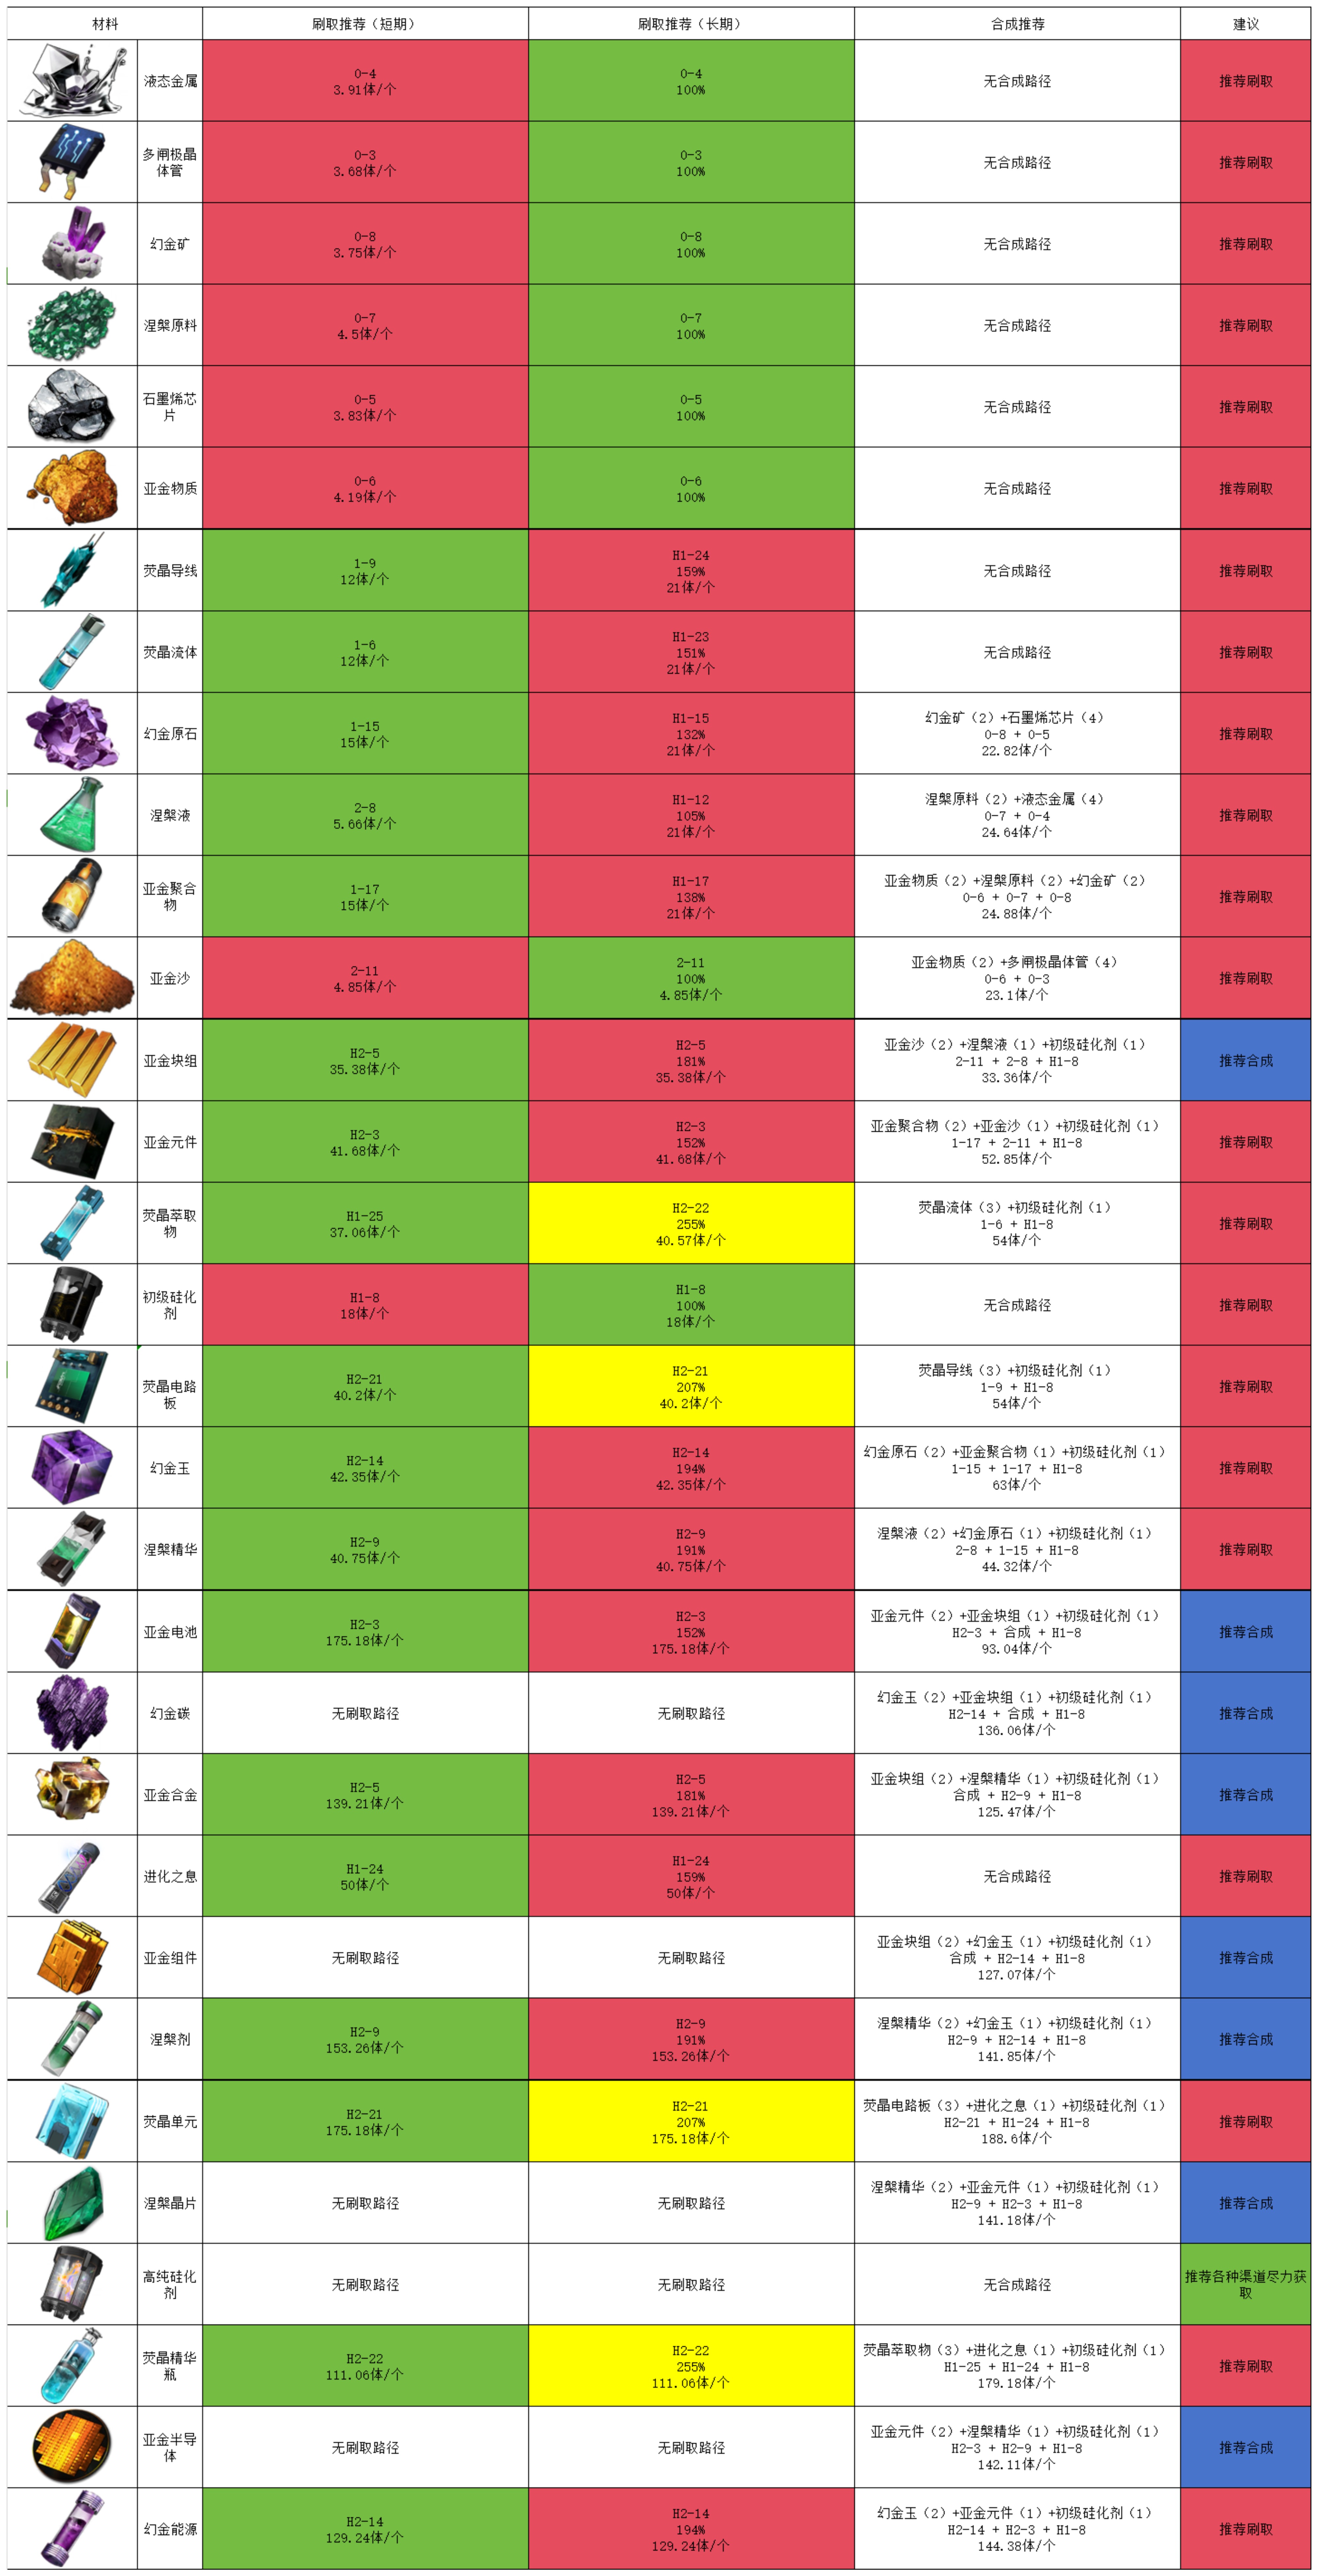 材料
刷取推荐（短期）
刷取推荐（长期）
合成推荐
建议
液态金属
0-4
3.91体/个
0-4
100%
无合成路径
推荐刷取
多闸极晶
体管
0-3
3.68体/个
0-3
100%
无合成路径
推荐刷取
幻金矿
0-8
3.75体/个
0-8
100%
无合成路径
推荐刷取
涅槃原料
0-7
4.5体/个
0-7
100%
无合成路径
推荐刷取
石墨烯芯
片
0-5
3.83体/个
0-5
100%
无合成路径
推荐刷取
亚金物质
0-6
4.19体/个
0-6
100%
无合成路径
推荐刷取
荧晶导线
1-9
12体/个
H1-24
159%
21体/个
无合成路径
推荐刷取
荧晶流体
1-6
12体/个
H1-23
151%
21体/个
无合成路径
推荐刷取
幻金原石
1-15
15体/个
H1-15
132%
21体/个
幻金矿（2）+石墨烯芯片（4）
0-8 + 0-5
22.82体/个
推荐刷取
涅槃液
2-8
5.66体/个
H1-12
105%
21体/个
涅槃原料（2）+液态金属（4）
0-7 + 0-4
24.64体/个
推荐刷取
亚金聚合
物
1-17
15体/个
H1-17
138%
21体/个
亚金物质（2）+涅槃原料（2）+幻金矿（2）
0-6 + 0-7 + 0-8
24.88体/个
推荐刷取
亚金沙
2-11
4.85体/个
2-11
100%
4.85体/个
亚金物质（2）+多闸极晶体管（4）
0-6 + 0-3
23.1体/个
推荐刷取
亚金块组
H2-5
35.38体/个
H2-5
181%
35.38体/个
亚金沙（2）+涅槃液（1）+初级硅化剂（1）
2-11 + 2-8 + H1-8
33.36体/个
推荐合成
亚金元件
H2-3
41.68体/个
H2-3
152%
41.68体/个
亚金聚合物（2）+亚金沙（1）+初级硅化剂（1）
1-17 + 2-11 + H1-8
52.85体/个
推荐刷取
荧晶萃取
物
H1-25
37.06体/个
H2-22
255%
40.57体/个
荧晶流体（3）+初级硅化剂（1）
1-6 + H1-8
54体/个
推荐刷取
初级硅化
剂
H1-8
18体/个
H1-8
100%
18体/个
无合成路径
推荐刷取
荧晶电路
板
H2-21
40.2体/个
H2-21
207%
40.2体/个
荧晶导线（3）+初级硅化剂（1）
1-9 + H1-8
54体/个
推荐刷取
幻金玉
H2-14
42.35体/个
H2-14
194%
42.35体/个
幻金原石（2）+亚金聚合物（1）+初级硅化剂（1）
1-15 + 1-17 + H1-8
63体/个
推荐刷取
涅槃精华
H2-9
40.75体/个
H2-9
191%
40.75体/个
涅槃液（2）+幻金原石（1）+初级硅化剂（1）
2-8 + 1-15 + H1-8
44.32体/个
推荐刷取
亚金电池
H2-3
175.18体/个
H2-3
152%
175.18体/个
亚金元件（2）+亚金块组（1）+初级硅化剂（1）
H2-3 + 合成 + H1-8
93.04体/个
推荐合成
幻金碳
无刷取路径
无刷取路径
幻金玉（2）+亚金块组（1）+初级硅化剂（1）
H2-14 + 合成 + H1-8
136.06体/个
推荐合成
亚金合金
H2-5
139.21体/个
H2-5
181%
139.21体/个
亚金块组（2）+涅槃精华（1）+初级硅化剂（1）
合成 + H2-9 + H1-8
125.47体/个
推荐合成
进化之息
H1-24
50体/个
H1-24
159%
50体/个
无合成路径
推荐刷取
亚金组件
无刷取路径
无刷取路径
亚金块组（2）+幻金玉（1）+初级硅化剂（1）
合成 + H2-14 + H1-8
127.07体/个
推荐合成
涅槃剂
H2-9
153.26体/个
H2-9
191%
153.26体/个
涅槃精华（2）+幻金玉（1）+初级硅化剂（1）
H2-9 + H2-14 + H1-8
141.85体/个
推荐合成
荧晶单元
H2-21
175.18体/个
H2-21
207%
175.18体/个
荧晶电路板（3）+进化之息（1）+初级硅化剂（1）
H2-21 + H1-24 + H1-8
188.6体/个
推荐刷取
涅槃晶片
无刷取路径
无刷取路径
涅槃精华（2）+亚金元件（1）+初级硅化剂（1）
H2-9 + H2-3 + H1-8
141.18体/个
推荐合成
高纯硅化
剂
无刷取路径
无刷取路径
无合成路径
推荐各种渠道尽力获
取
荧晶精华
瓶
H2-22
111.06体/个
H2-22
255%
111.06体/个
荧晶萃取物（3）+进化之息（1）+初级硅化剂（1）
H1-25 + H1-24 + H1-8
179.18体/个
推荐刷取
亚金半导
体
无刷取路径
无刷取路径
亚金元件（2）+涅槃精华（1）+初级硅化剂（1）
H2-3 + H2-9 + H1-8
142.11体/个
推荐合成
幻金能源
H2-14
129.24体/个
H2-14
194%
129.24体/个
幻金玉（2）+亚金元件（1）+初级硅化剂（1）
H2-14 + H2-3 + H1-8
144.38体/个
推荐刷取